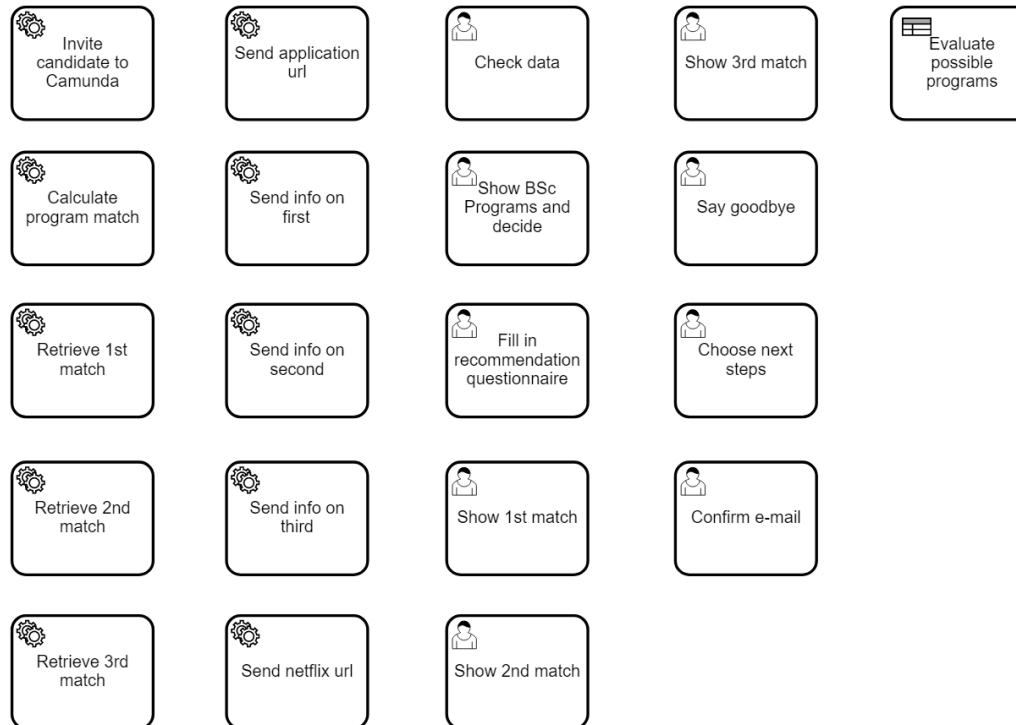 Invite
candidate to
Camunda
Send application
url
Check data
Show 3rd match
Evaluate
possible
programs
Calculate
program match
Send info on
first
Show BSc
Programs and
decide
Say goodbye
Retrieve 1st
match
Send info on
second
Fill in
recommendation
questionnaire
Choose next
steps
Retrieve 2nd
match
Send info on
third
Show 1st match
Confirm e-mail
Retrieve 3rd
match
Send netflix url
Show 2nd match